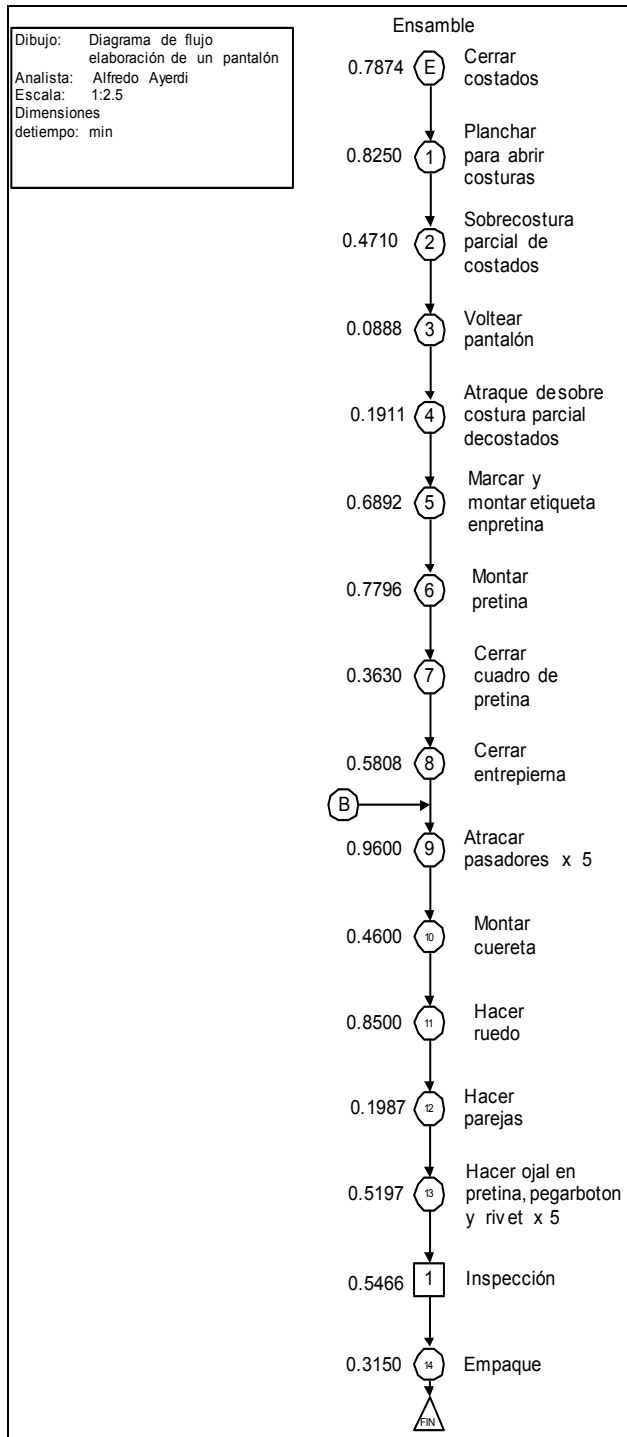 Dibujo: Diagrama de flujo
elaboración de un pantalón
Analista: Alfredo Ayerdi
Escala: 1:2.5
Dimensiones
detiempo: min
Ensamble
0.7874 E Cerrar
costados
0.8250 1 Planchar
para abrir
costuras
0.4710 2 Sobrecostura
parcial de
costados
0.0888 3 Voltear
pantalón
0.1911 4 Atraque desobre
costura parcial
decostados
0.6892 5 Marcar y
montar etiqueta
enpretina
0.7796 6 Montar
pretina
0.3630 7 Cerrar
cuadro de
pretina
0.5808 8 Cerrar
entrepierna
B
0.9600 9 Atracar
pasadores x 5
0.4600 10 Montar
cuereta
0.8500 11 Hacer
ruedo
0.1987 12 Hacer
parejas
0.5197 13 Hacer ojal en
pretina, pegarboton
y rivet x 5
0.5466 1 Inspección
0.3150 14 Empaque
FIN